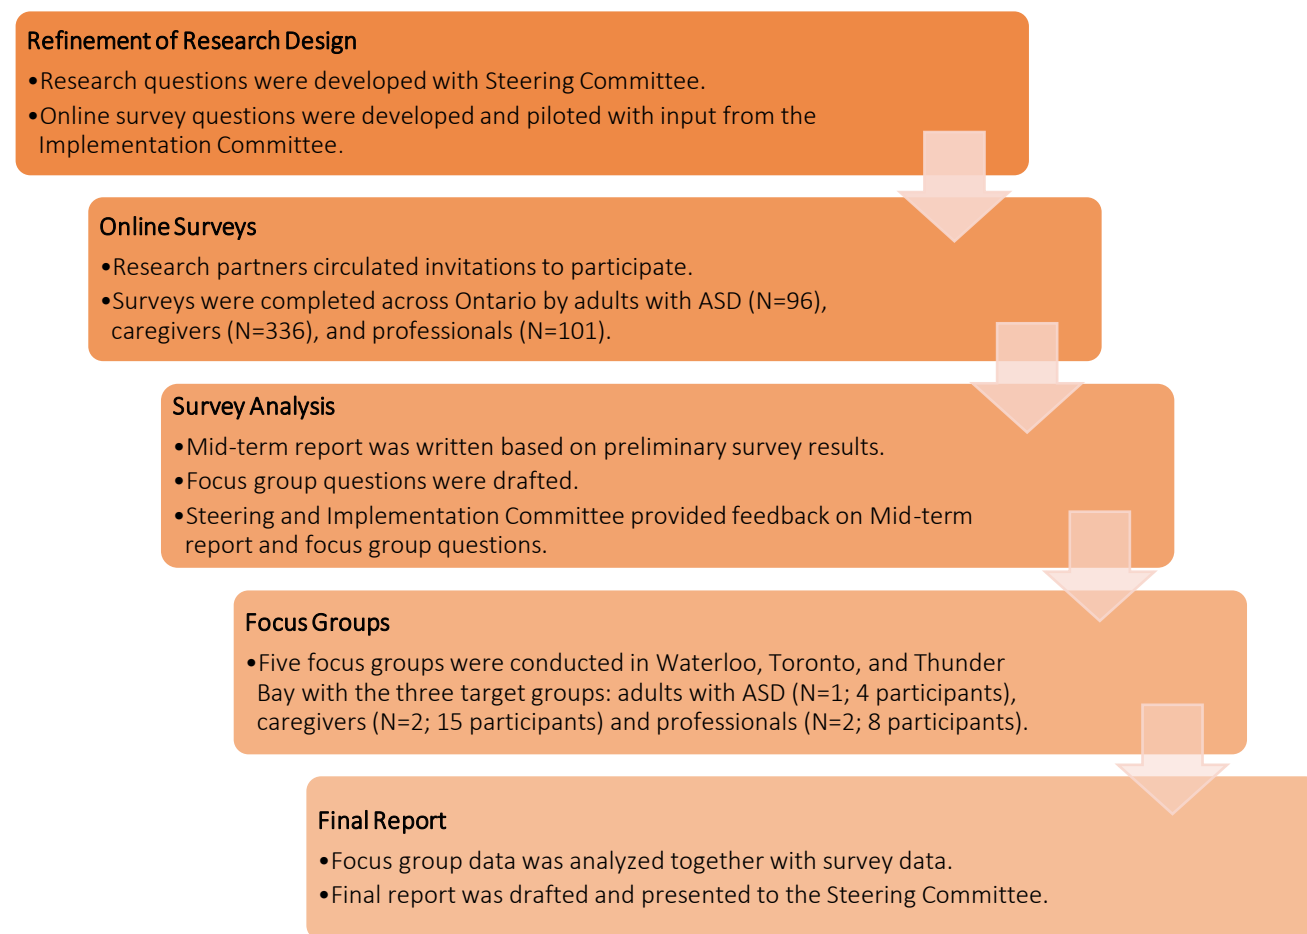 Refinement of Research Design
•Research questions were developed with Steering Committee.
•Online survey questions were developed and piloted with input from the
Implementation Committee.
Online Surveys
•Research partners circulated invitations to participate.
•Surveys were completed across Ontario by adults with ASD (N=96),
caregivers (N=336), and professionals (N=101).
Survey Analysis
•Mid-term report was written based on preliminary survey results.
•Focus group questions were drafted.
•Steering and Implementation Committee provided feedback on Mid-term
report and focus group questions.
Focus Groups
•Five focus groups were conducted in Waterloo, Toronto, and Thunder
Bay with the three target groups: adults with ASD (N=1; 4 participants),
caregivers (N=2; 15 participants) and professionals (N=2; 8 participants).
Final Report
•Focus group data was analyzed together with survey data.
•Final report was drafted and presented to the Steering Committee.